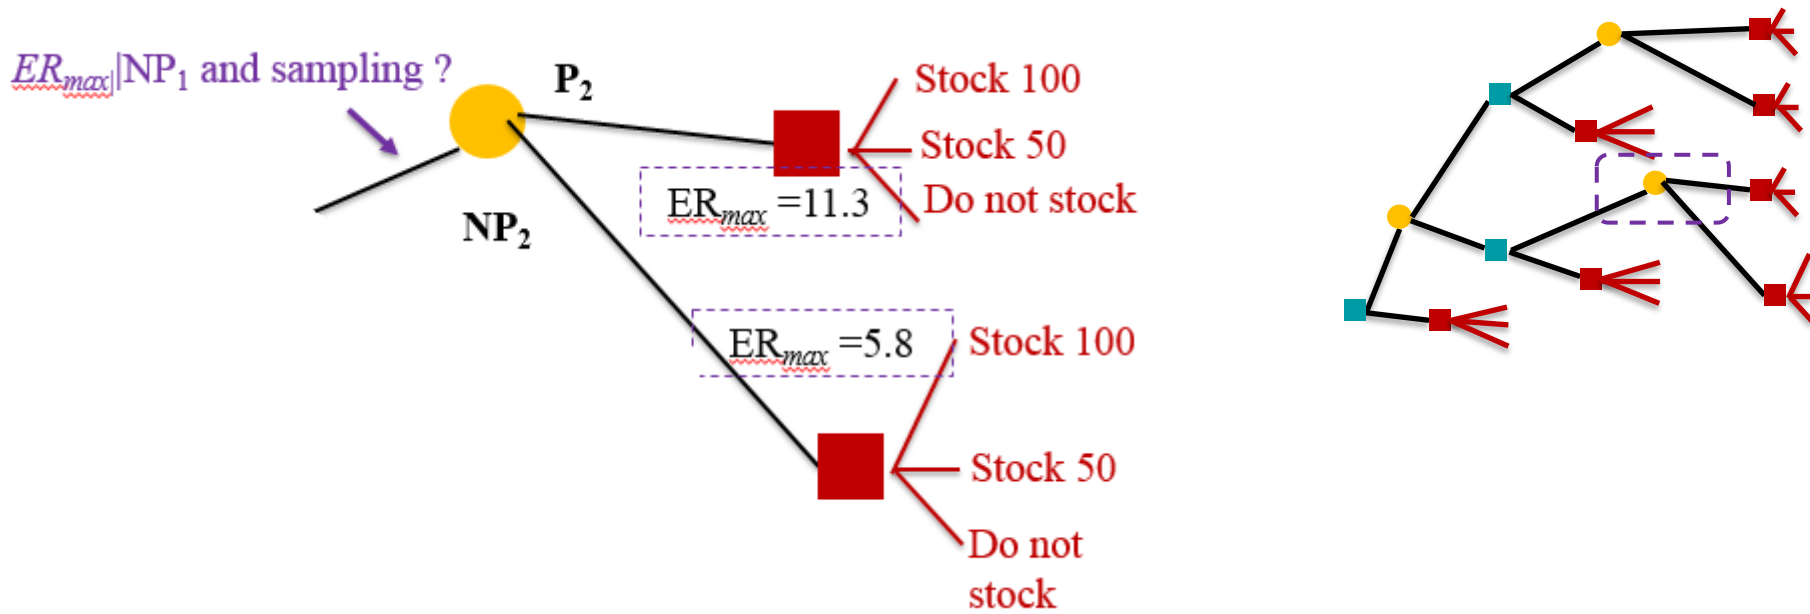 ERmax|NP1 and sampling ?
P2
Stock 100
Stock 50
ERmax =11.3
Do not stock
NP2
ERmax =5.8
Stock 100
Stock 50
Do not
stock